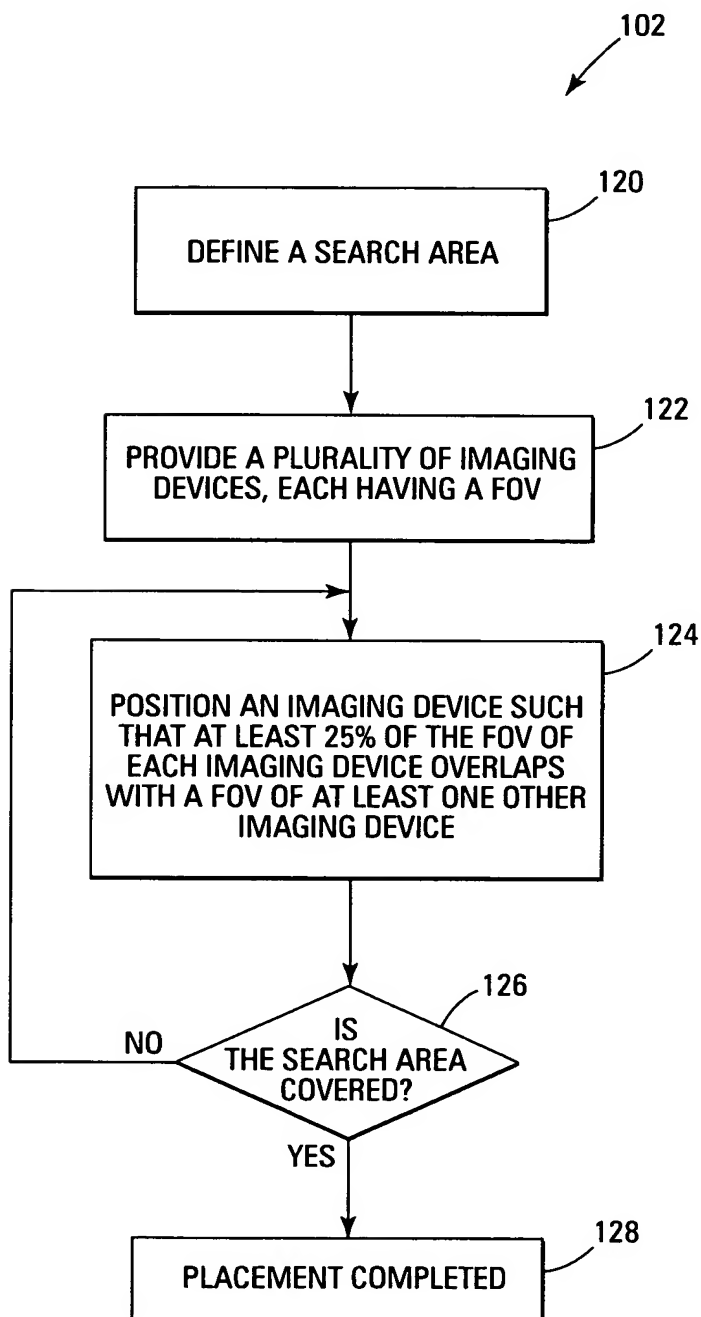 102
120
DEFINE A SEARCH AREA
122
PROVIDE A PLURALITY OF IMAGING
DEVICES, EACH HAVING A FOV
124
POSITION AN IMAGING DEVICE SUCH
THAT AT LEAST 25% OF THE FOV OF
EACH IMAGING DEVICE OVERLAPS
WITH A FOV OF AT LEAST ONE OTHER
IMAGING DEVICE
126
IS
THE SEARCH AREA
COVERED?
NO
YES
128
PLACEMENT COMPLETED